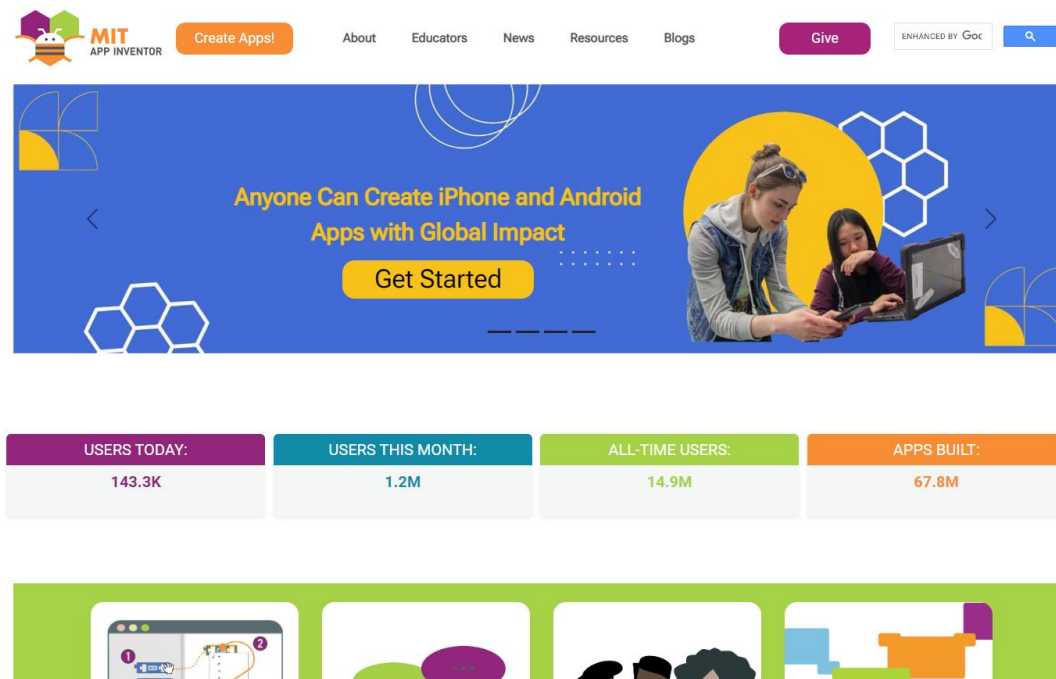 MIT
APP INVENTOR
Create Apps!
About
Educators
News
Resources
Blogs
Give
ENHANCED BY Goo
Anyone Can Create iPhone and Android
Apps with Global Impact
Get Started
USERS TODAY:
143.3K
USERS THIS MONTH:
1.2M
ALL-TIME USERS:
14.9M
APPS BUILT:
67.8M
1
2